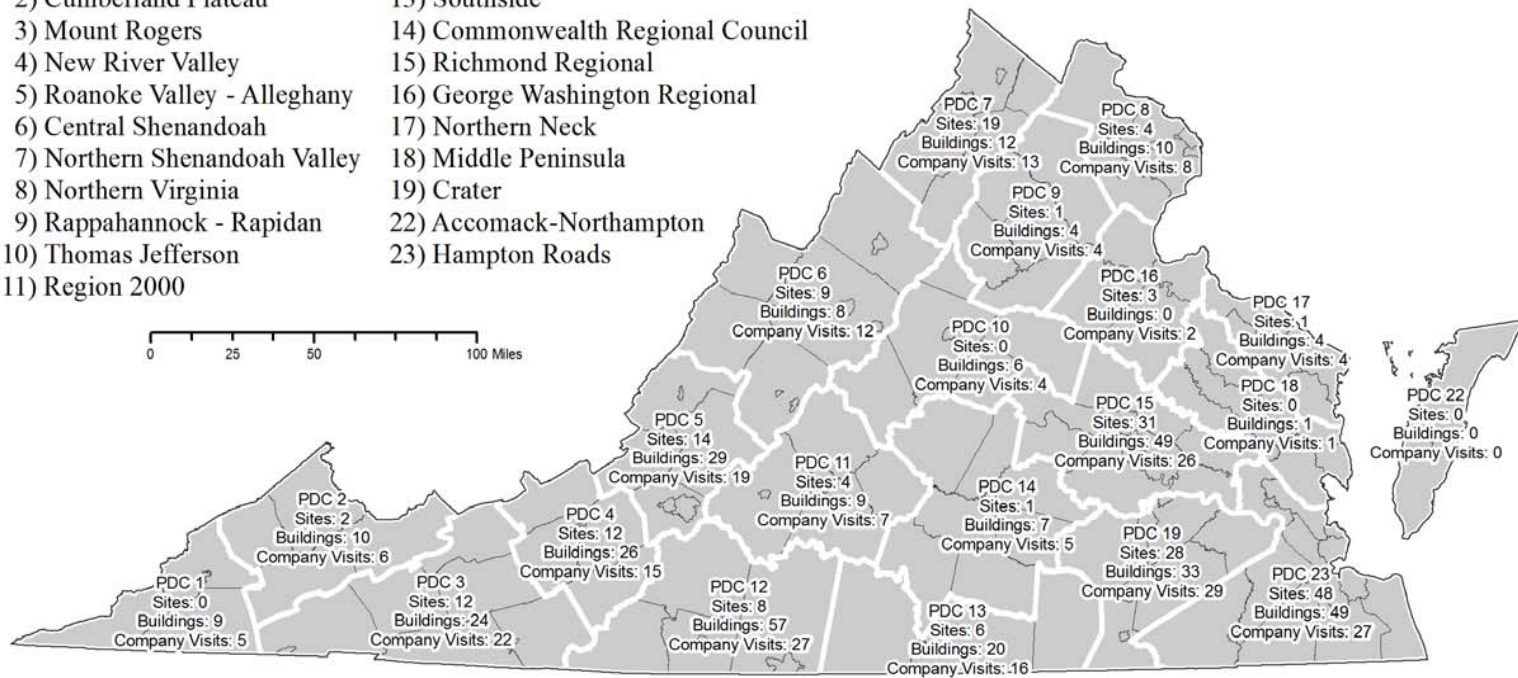 2) Cumberland Plateau
3) Mount Rogers
4) New River Valley
5) Roanoke Valley - Alleghany
6) Central Shenandoah
7) Northern Shenandoah Valley
8) Northern Virginia
9) Rappahannock - Rapidan
10) Thomas Jefferson
11) Region 2000
13) Southside
14) Commonwealth Regional Council
15) Richmond Regional
16) George Washington Regional
17) Northern Neck
18) Middle Peninsula
19) Crater
22) Accomack-Northampton
23) Hampton Roads
0 25 50 100 Miles
PDC 7
Sites: 19
Buildings: 12
Company Visits: 13
PDC 8
Sites: 4
Buildings: 10
Company Visits: 8
PDC 9
Sites: 1
Buildings: 4
Company Visits: 4
PDC 6
Sites: 9
Buildings: 8
Company Visits: 12
PDC 16
Sites: 3
Buildings: 0
Company Visits: 2
PDC 17
Sites: 1
Buildings: 4
Company Visits: 4
PDC 10
Sites: 0
Buildings: 6
Company Visits: 4
PDC 18
Sites: 0
Buildings: 1
Company Visits: 1
PDC 22
Sites: 0
Buildings: 0
Company Visits: 0
PDC 15
Sites: 31
Buildings: 49
Company Visits: 26
PDC 5
Sites: 14
Buildings: 29
Company Visits: 19
PDC 11
Sites: 4
Buildings: 9
Company Visits: 7
PDC 14
Sites: 1
Buildings: 7
Company Visits: 5
PDC 2
Sites: 2
Buildings: 10
Company Visits: 6
PDC 4
Sites: 12
Buildings: 26
Company Visits: 15
PDC 19
Sites: 28
Buildings: 33
Company Visits: 29
PDC 1
Sites: 0
Buildings: 9
Company Visits: 5
PDC 3
Sites: 12
Buildings: 24
Company Visits: 22
PDC 12
Sites: 8
Buildings: 57
Company Visits: 27
PDC 13
Sites: 6
Buildings: 20
Company Visits: 16
PDC 23
Sites: 48
Buildings: 49
Company Visits: 27